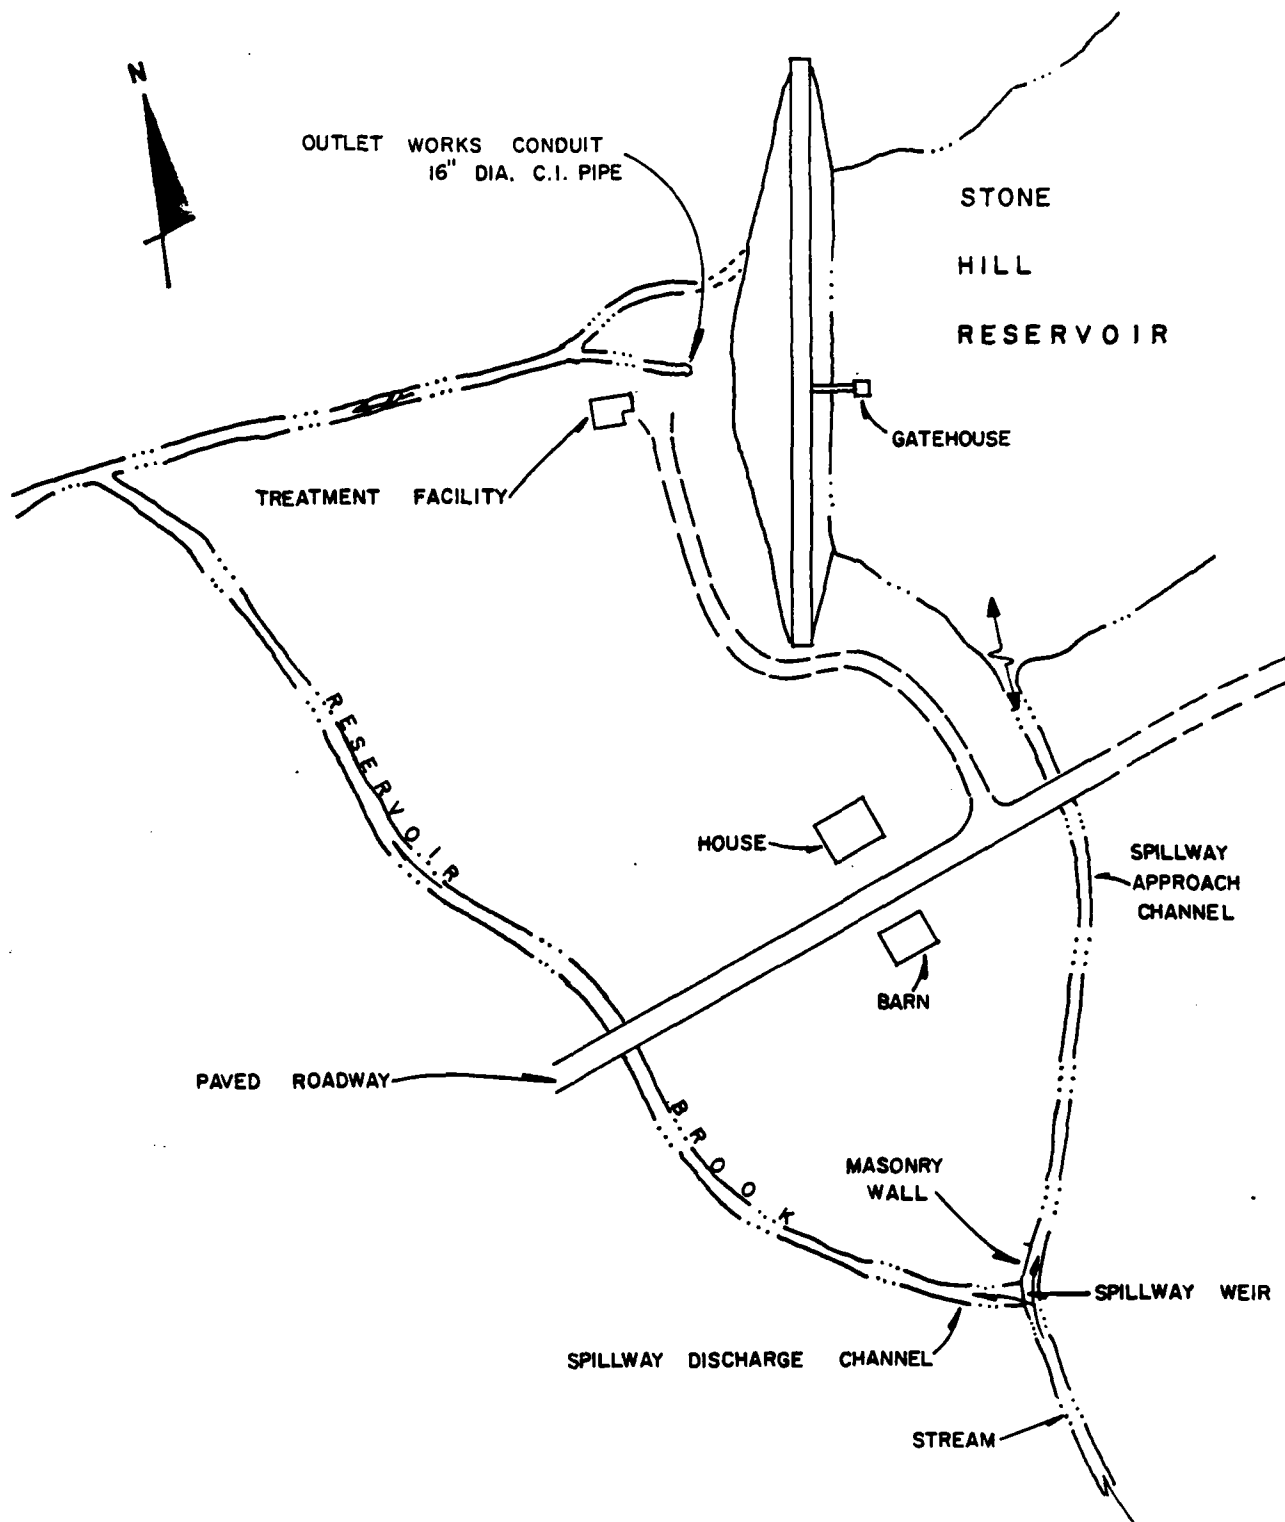 N
OUTLET WORKS CONDUIT
16" DIA. C.I. PIPE
STONE
HILL
RESERVOIR
GATEHOUSE
TREATMENT FACILITY
RESERVOIR
HOUSE
SPILLWAY
APPROACH
CHANNEL
BARN
PAVED ROADWAY
BROOK
MASONRY
WALL
SPILLWAY WEIR
SPILLWAY DISCHARGE CHANNEL
STREAM